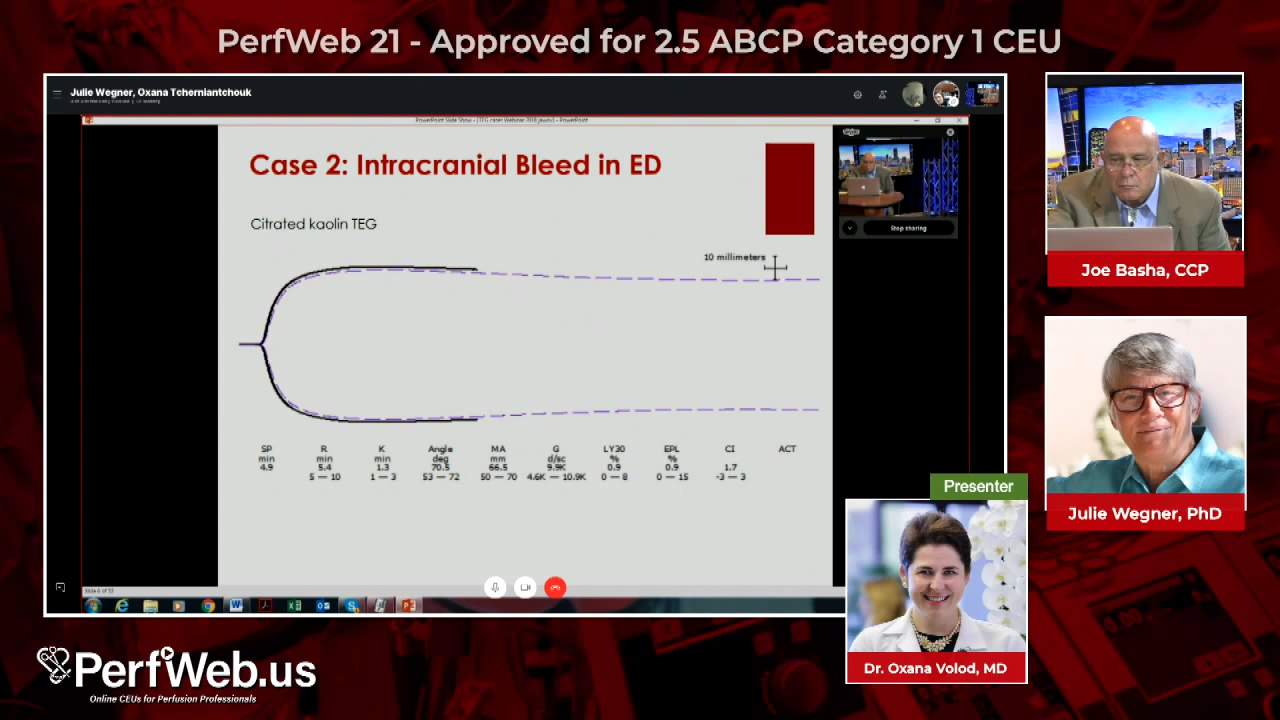 PerfWeb 21 - Approved for 2.5 ABCP Category 1 CEU
Julie Wegner, Oxana Tcherniantchouk
Case 2: Intracranial Bleed in ED
Citrated kaolin TEG
10 millimeters
Stop sharing
SP R K Angle MA G LY30 EPL CI ACT
min min min deg mm d/sc % %
4.9 5.4 1.3 70.5 66.5 9.9K 0.9 0.9 1.7
5 — 10 1 — 3 53 — 72 50 — 70 4.6K — 10.9K 0 — 8 0 — 15 -3 — 3
Joe Basha, CCP
Julie Wegner, PhD
Presenter
Dr. Oxana Volod, MD
PerfWeb.us
Online CEUs for Perfusion Professionals